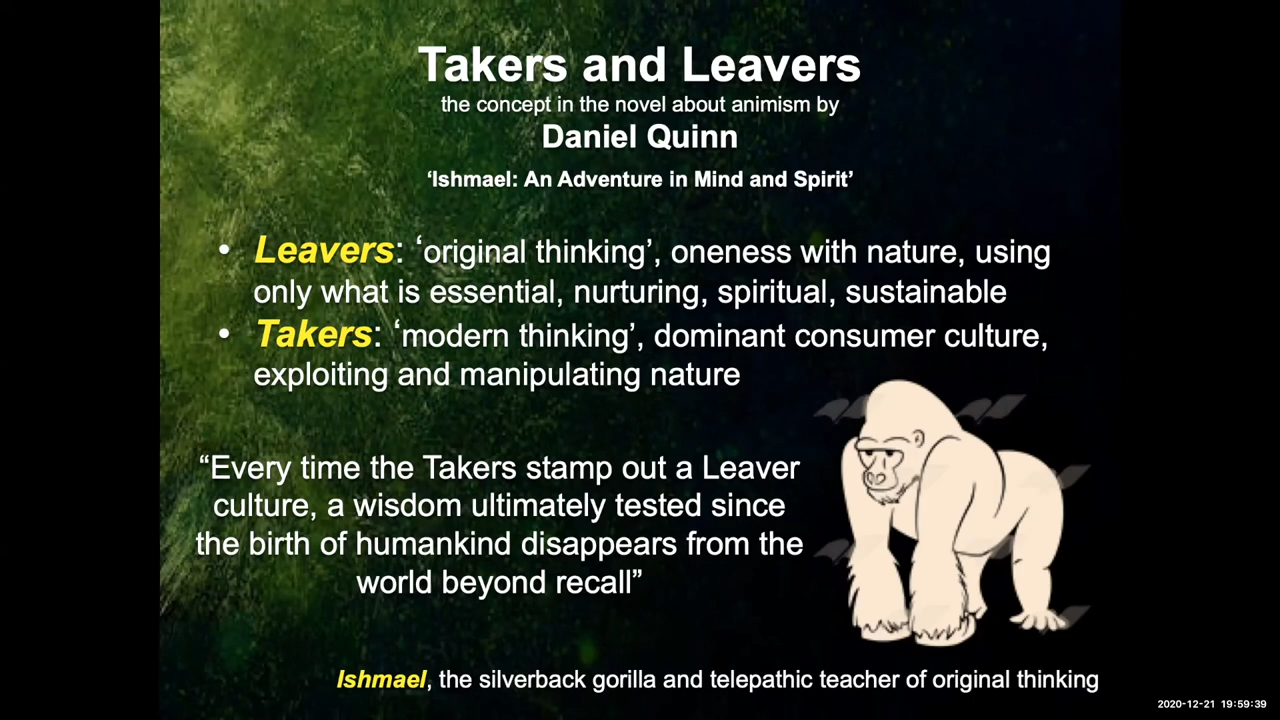 Takers and Leavers
the concept in the novel about animism by
Daniel Quinn
‘Ishmael: An Adventure in Mind and Spirit’
• Leavers: ‘original thinking’, oneness with nature, using
only what is essential, nurturing, spiritual, sustainable
• Takers: ‘modern thinking’, dominant consumer culture,
exploiting and manipulating nature
“Every time the Takers stamp out a Leaver
culture, a wisdom ultimately tested since
the birth of humankind disappears from the
world beyond recall”
Ishmael, the silverback gorilla and telepathic teacher of original thinking
2020-12-21 19:59:39